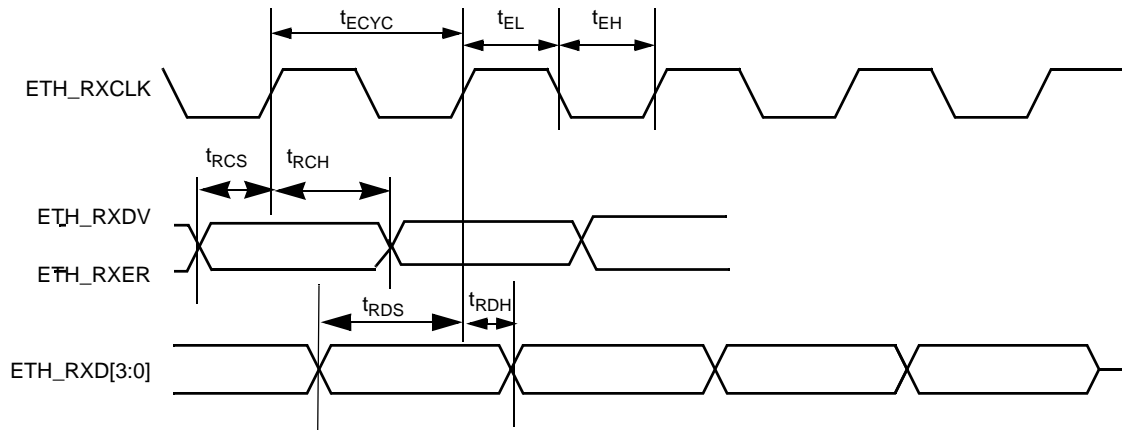 tECYC
tEL
tEH
ETH_RXCLK
tRCS
tRCH
ETH_RXDV
ETH_RXER
tRDS
tRDH
ETH_RXD[3:0]